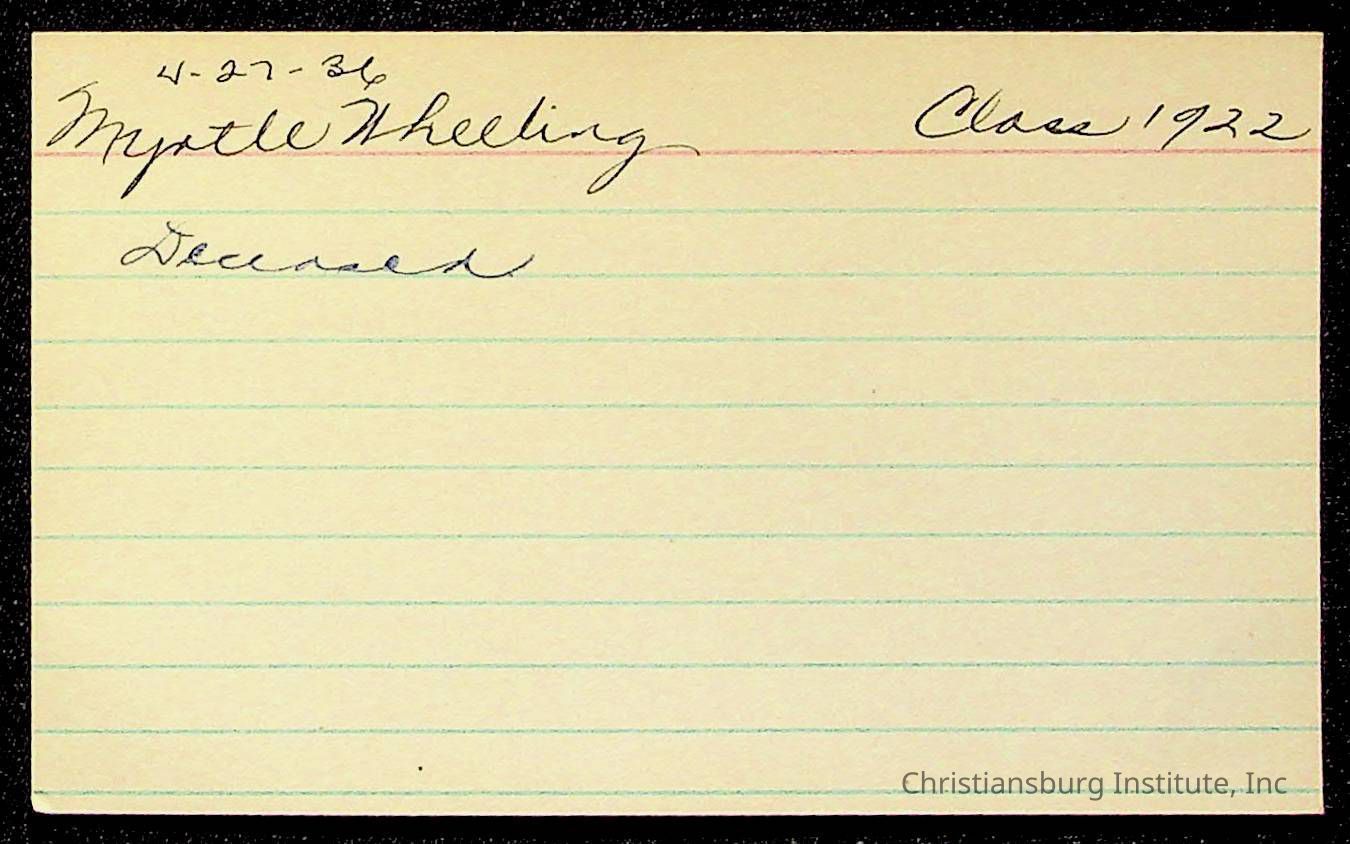 4-27-36
Myrtle Wheeling Class 1922
Deceased
Christiansburg Institute, Inc